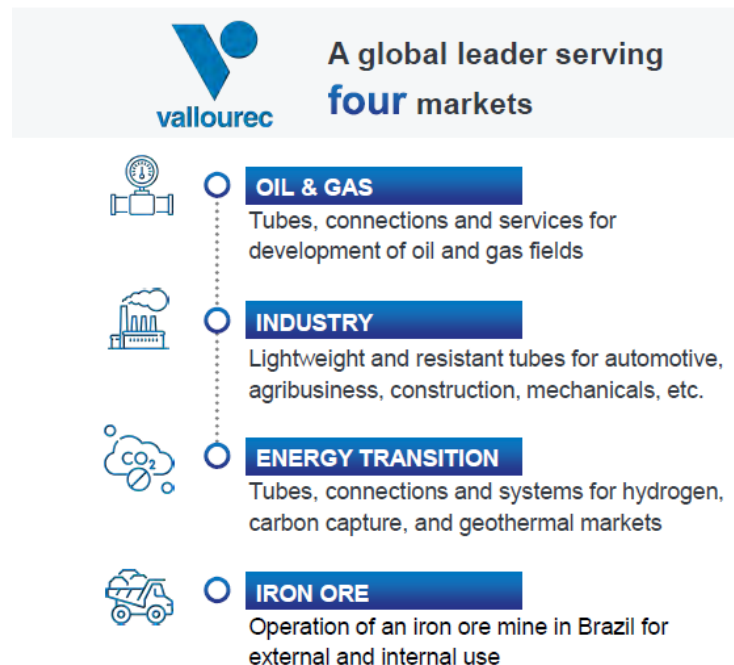 vallourec
A global leader serving
four markets
OIL & GAS
Tubes, connections and services for
development of oil and gas fields
INDUSTRY
Lightweight and resistant tubes for automotive,
agribusiness, construction, mechanicals, etc.
CO2
ENERGY TRANSITION
Tubes, connections and systems for hydrogen,
carbon capture, and geothermal markets
IRON ORE
Operation of an iron ore mine in Brazil for
external and internal use